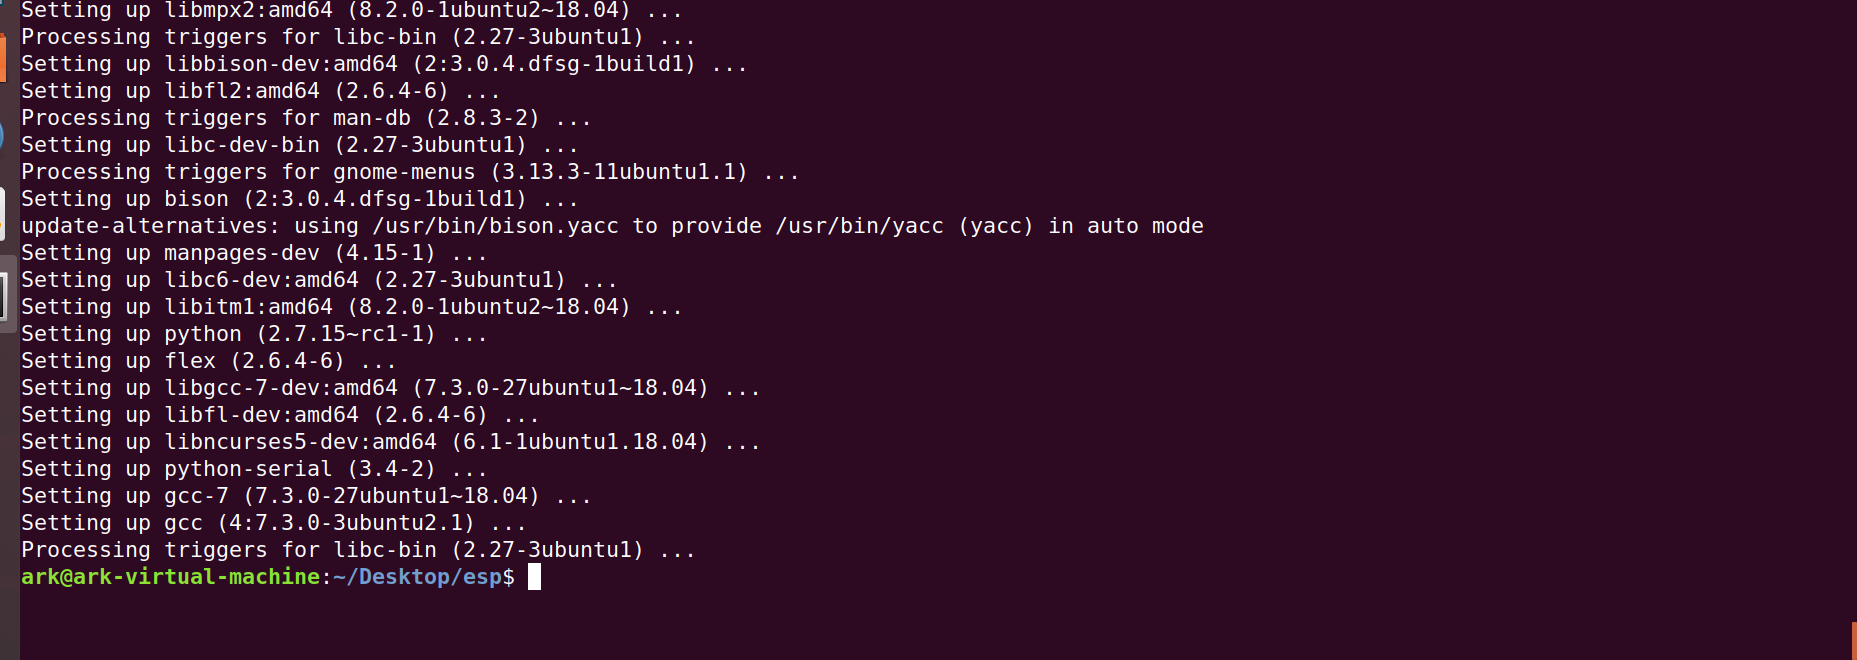 Setting up libmpx2:amd64 (8.2.0-1ubuntu2~18.04) ...
Processing triggers for libc-bin (2.27-3ubuntu1) ...
Setting up libbison-dev:amd64 (2:3.0.4.dfsg-1build1) ...
Setting up libfl2:amd64 (2.6.4-6) ...
Processing triggers for man-db (2.8.3-2) ...
Setting up libc-dev-bin (2.27-3ubuntu1) ...
Processing triggers for gnome-menus (3.13.3-11ubuntu1.1) ...
Setting up bison (2:3.0.4.dfsg-1build1) ...
update-alternatives: using /usr/bin/bison.yacc to provide /usr/bin/yacc (yacc) in auto mode
Setting up manpages-dev (4.15-1) ...
Setting up libc6-dev:amd64 (2.27-3ubuntu1) ...
Setting up libitm1:amd64 (8.2.0-1ubuntu2~18.04) ...
Setting up python (2.7.15~rc1-1) ...
Setting up flex (2.6.4-6) ...
Setting up libgcc-7-dev:amd64 (7.3.0-27ubuntu1~18.04) ...
Setting up libfl-dev:amd64 (2.6.4-6) ...
Setting up libncurses5-dev:amd64 (6.1-1ubuntu1.18.04) ...
Setting up python-serial (3.4-2) ...
Setting up gcc-7 (7.3.0-27ubuntu1~18.04) ...
Setting up gcc (4:7.3.0-3ubuntu2.1) ...
Processing triggers for libc-bin (2.27-3ubuntu1) ...
ark@ark-virtual-machine:~/Desktop/esp$